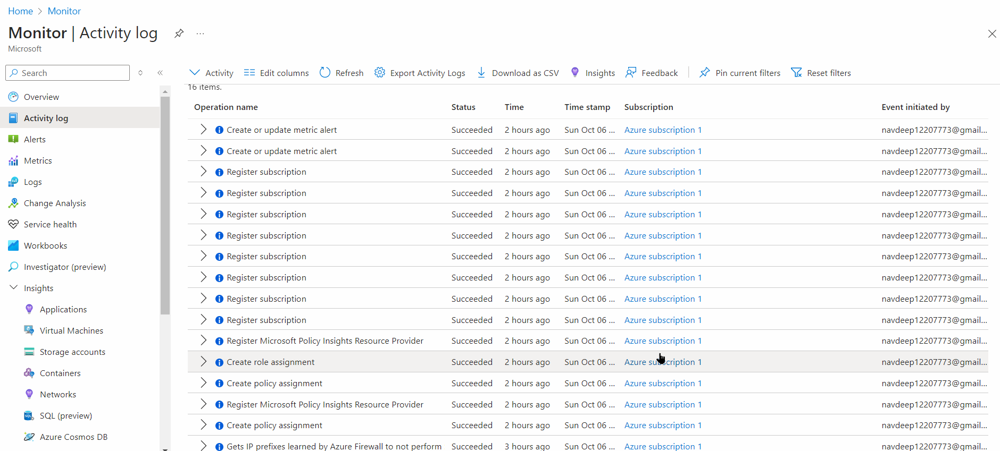 Home > Monitor
Monitor | Activity log ...
Microsoft
Search
Overview
Activity log
Alerts
Metrics
Logs
Change Analysis
Service health
Workbooks
Investigator (preview)
Insights
Applications
Virtual Machines
Storage accounts
Containers
Networks
SQL (preview)
Azure Cosmos DB
Activity Edit columns Refresh Export Activity Logs Download as CSV Insights Feedback Pin current filters Reset filters
16 items.
Operation name Status Time Time stamp Subscription Event initiated by
Create or update metric alert Succeeded 2 hours ago Sun Oct 06 ... Azure subscription 1 navdeep12207773@gmail...
Create or update metric alert Succeeded 2 hours ago Sun Oct 06 ... Azure subscription 1 navdeep12207773@gmail...
Register subscription Succeeded 2 hours ago Sun Oct 06 ... Azure subscription 1 navdeep12207773@gmail...
Register subscription Succeeded 2 hours ago Sun Oct 06 ... Azure subscription 1 navdeep12207773@gmail...
Register subscription Succeeded 2 hours ago Sun Oct 06 ... Azure subscription 1 navdeep12207773@gmail...
Register subscription Succeeded 2 hours ago Sun Oct 06 ... Azure subscription 1 navdeep12207773@gmail...
Register subscription Succeeded 2 hours ago Sun Oct 06 ... Azure subscription 1 navdeep12207773@gmail...
Register subscription Succeeded 2 hours ago Sun Oct 06 ... Azure subscription 1 navdeep12207773@gmail...
Register subscription Succeeded 2 hours ago Sun Oct 06 ... Azure subscription 1 navdeep12207773@gmail...
Register subscription Succeeded 2 hours ago Sun Oct 06 ... Azure subscription 1 navdeep12207773@gmail...
Register Microsoft Policy Insights Resource Provider Succeeded 2 hours ago Sun Oct 06 ... Azure subscription 1 navdeep12207773@gmail...
Create role assignment Succeeded 2 hours ago Sun Oct 06 ... Azure subscription 1 navdeep12207773@gmail...
Create policy assignment Succeeded 2 hours ago Sun Oct 06 ... Azure subscription 1 navdeep12207773@gmail...
Register Microsoft Policy Insights Resource Provider Succeeded 2 hours ago Sun Oct 06 ... Azure subscription 1 navdeep12207773@gmail...
Create policy assignment Succeeded 2 hours ago Sun Oct 06 ... Azure subscription 1 navdeep12207773@gmail...
Gets IP prefixes learned by Azure Firewall to not perform Succeeded 3 hours ago Sun Oct 06 ... Azure subscription 1 navdeep12207773@gmail...